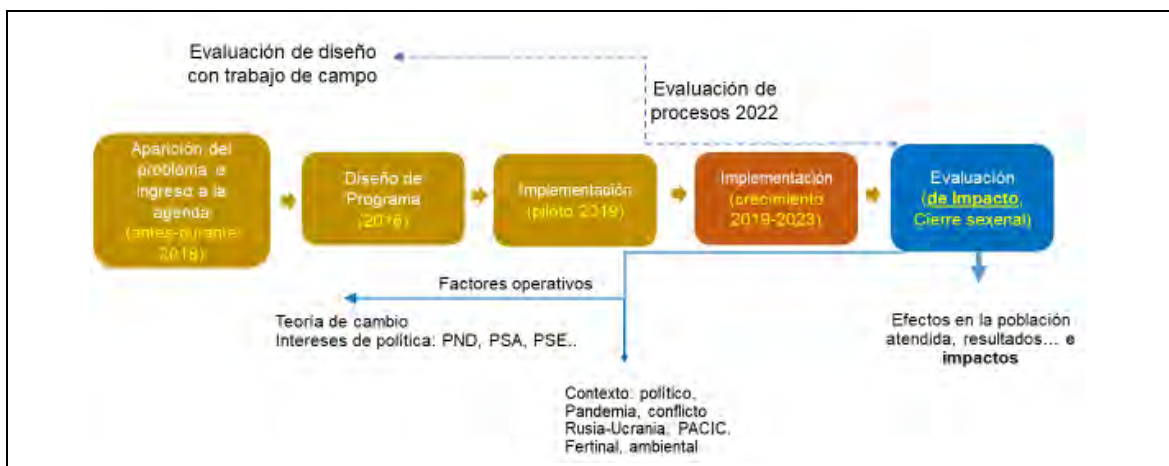 Evaluación de diseño
con trabajo de campo
Evaluación de
procesos 2022
Aparición del
problema e
ingreso a la
agenda
(antes-durante
2018)
Diseño de
Programa
Implementación
(piloto 2019)
Implementación
(crecimiento
2019-2023)
Evaluación
(de Impacto,
Cierre sexenal)
Factores operativos
Teoría de cambio
Intereses de política: PND, PSA, PSE..
Efectos en la población
atendida, resultados... e
impactos
Contexto: político,
Pandemia, conflicto
Rusia-Ucrania, PACIC,
Fertinal, ambiental